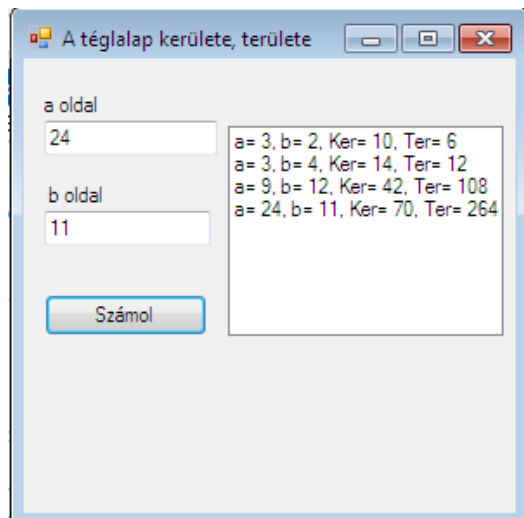 A téglalap kerülete, területe
a oldal
24
b oldal
11
Számol
a= 3, b= 2, Ker= 10, Ter= 6
a= 3, b= 4, Ker= 14, Ter= 12
a= 9, b= 12, Ker= 42, Ter= 108
a= 24, b= 11, Ker= 70, Ter= 264